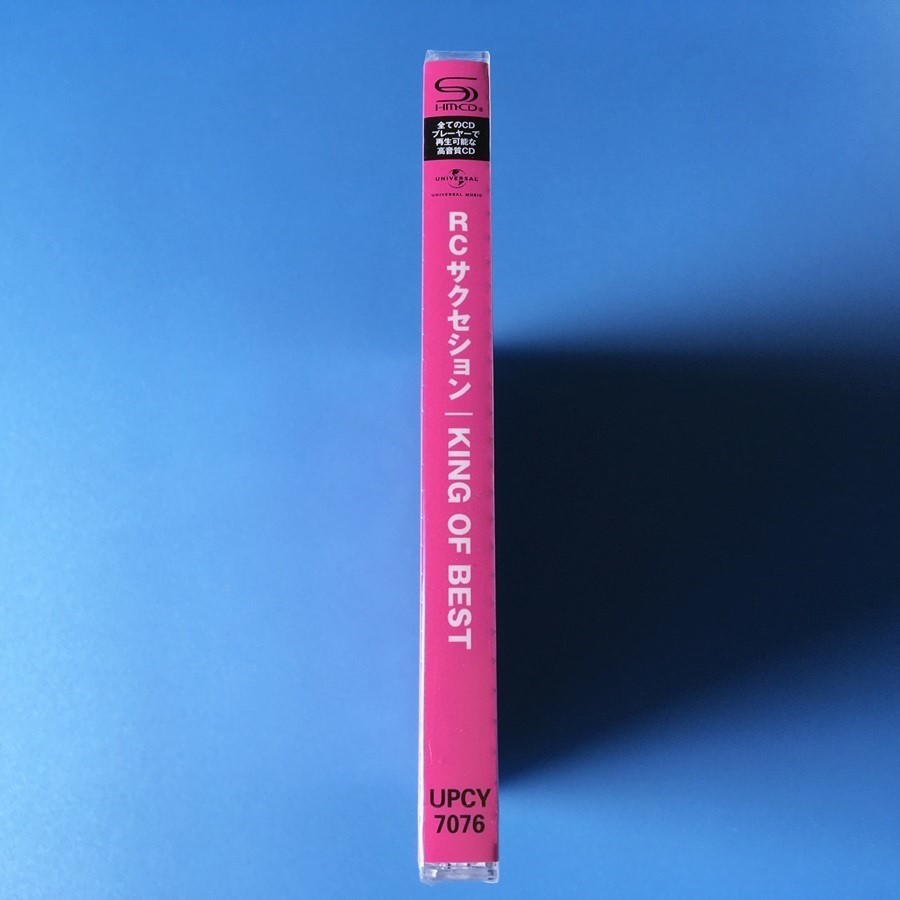 SHM-CD®
全てのCD
プレーヤーで
再生可能な
高音質CD
UNIVERSAL
UNIVERSAL MUSIC
RCサクセション｜KING OF BEST
UPCY
7076